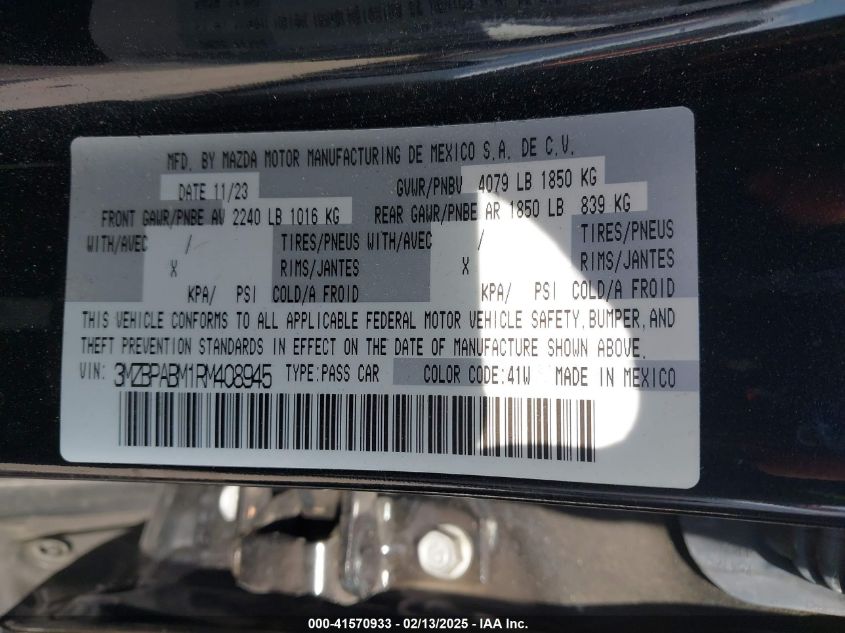 MFD. BY MAZDA MOTOR MANUFACTURING DE MEXICO S.A. DE C.V.
DATE 11/23 GVWR/PNBV 4079 LB 1850 KG
FRONT GAWR/PNBE AV 2240 LB 1016 KG REAR GAWR/PNBE AR 1850 LB 839 KG
WITH/AVEC / TIRES/PNEUS WITH/AVEC / TIRES/PNEUS
X RIMS/JANTES X RIMS/JANTES
KPA/ PSI COLD/A FROID KPA/ PSI COLD/A FROID
THIS VEHICLE CONFORMS TO ALL APPLICABLE FEDERAL MOTOR VEHICLE SAFETY, BUMPER, AND
THEFT PREVENTION STANDARDS IN EFFECT ON THE DATE OF MANUFACTURE SHOWN ABOVE.
VIN: 3MZBPABM1RM408945 TYPE:PASS CAR COLOR CODE:41W MADE IN MEXICO
000-41570933 - 02/13/2025 - IAA Inc.